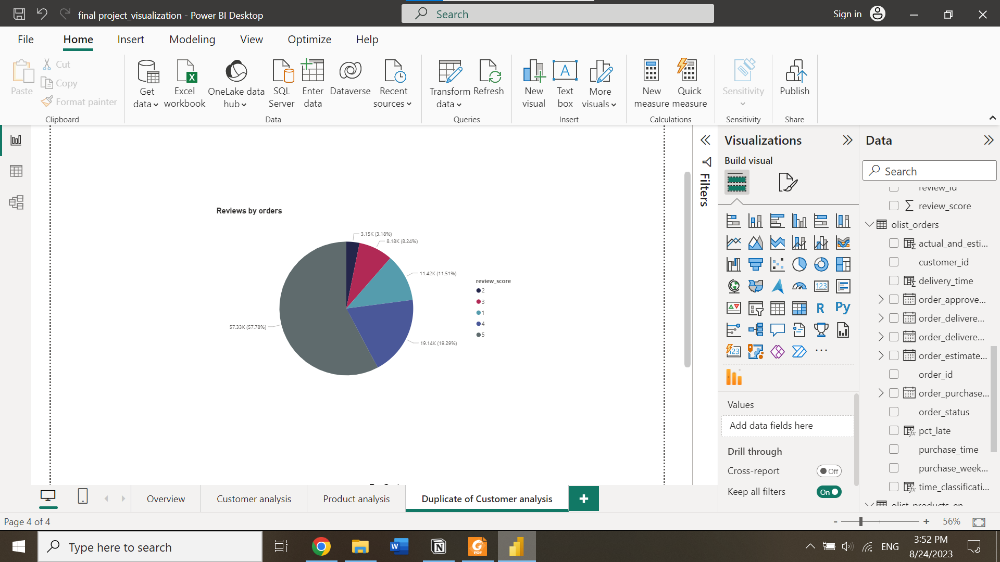 final project_visualization - Power BI Desktop
Search
Sign in
File
Home
Insert
Modeling
View
Optimize
Help
Paste
Cut
Copy
Format painter
Clipboard
Get data
Excel workbook
OneLake data hub
SQL Server
Enter data
Dataverse
Recent sources
Data
Transform data
Refresh
Queries
New visual
A
Text box
More visuals
Insert
New measure
Quick measure
Calculations
Sensitivity
Sensitivity
Publish
Share
Reviews by orders
3.15K (3.18%)
8.18K (8.24%)
11.42K (11.51%)
57.33K (57.78%)
19.14K (19.29%)
review_score
2
3
1
4
5
Filters
Visualizations
Build visual
123
R
Py
123
Values
Add data fields here
Drill through
Cross-report
Off
Keep all filters
On
Data
Search
review_id
review_score
olist_orders
actual_and_esti...
customer_id
delivery_time
order_approve...
order_delivere...
order_delivere...
order_estimate...
order_id
order_purchase...
order_status
pct_late
purchase_time
purchase_week...
time_classificati...
olist_products_en
Overview
Customer analysis
Product analysis
Duplicate of Customer analysis
+
Page 4 of 4
- + 56%
Type here to search
ENG
3:52 PM
8/24/2023